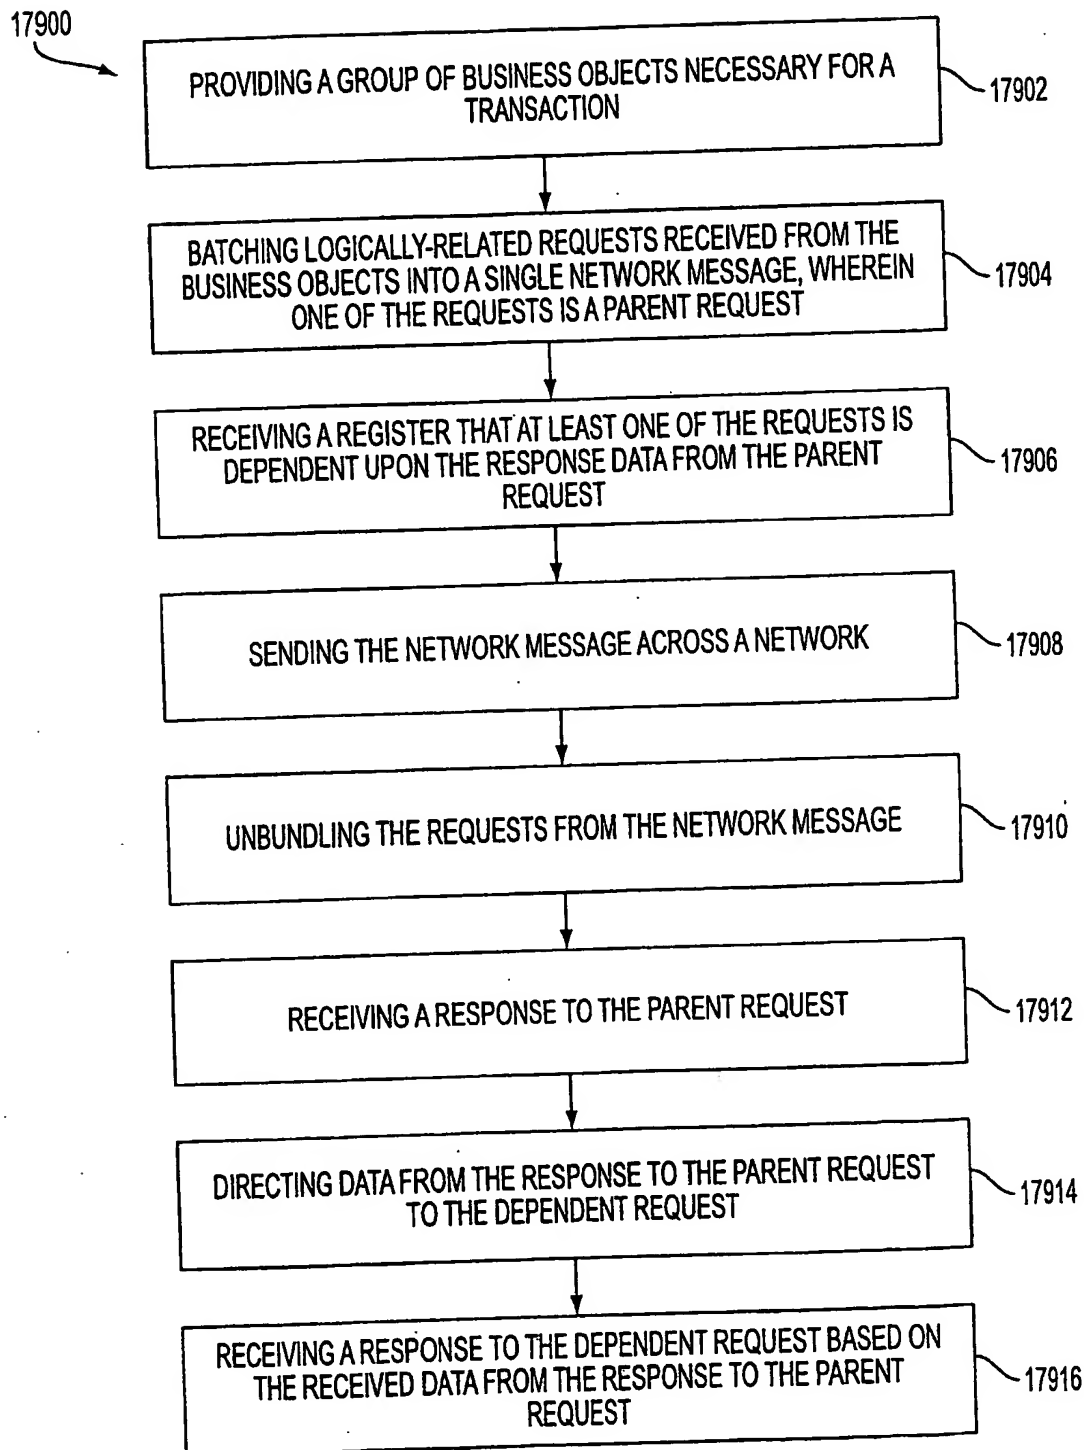 17900
PROVIDING A GROUP OF BUSINESS OBJECTS NECESSARY FOR A
TRANSACTION
17902
BATCHING LOGICALLY-RELATED REQUESTS RECEIVED FROM THE
BUSINESS OBJECTS INTO A SINGLE NETWORK MESSAGE, WHEREIN
ONE OF THE REQUESTS IS A PARENT REQUEST
17904
RECEIVING A REGISTER THAT AT LEAST ONE OF THE REQUESTS IS
DEPENDENT UPON THE RESPONSE DATA FROM THE PARENT
REQUEST
17906
SENDING THE NETWORK MESSAGE ACROSS A NETWORK
17908
UNBUNDLING THE REQUESTS FROM THE NETWORK MESSAGE
17910
RECEIVING A RESPONSE TO THE PARENT REQUEST
17912
DIRECTING DATA FROM THE RESPONSE TO THE PARENT REQUEST
TO THE DEPENDENT REQUEST
17914
RECEIVING A RESPONSE TO THE DEPENDENT REQUEST BASED ON
THE RECEIVED DATA FROM THE RESPONSE TO THE PARENT
REQUEST
17916